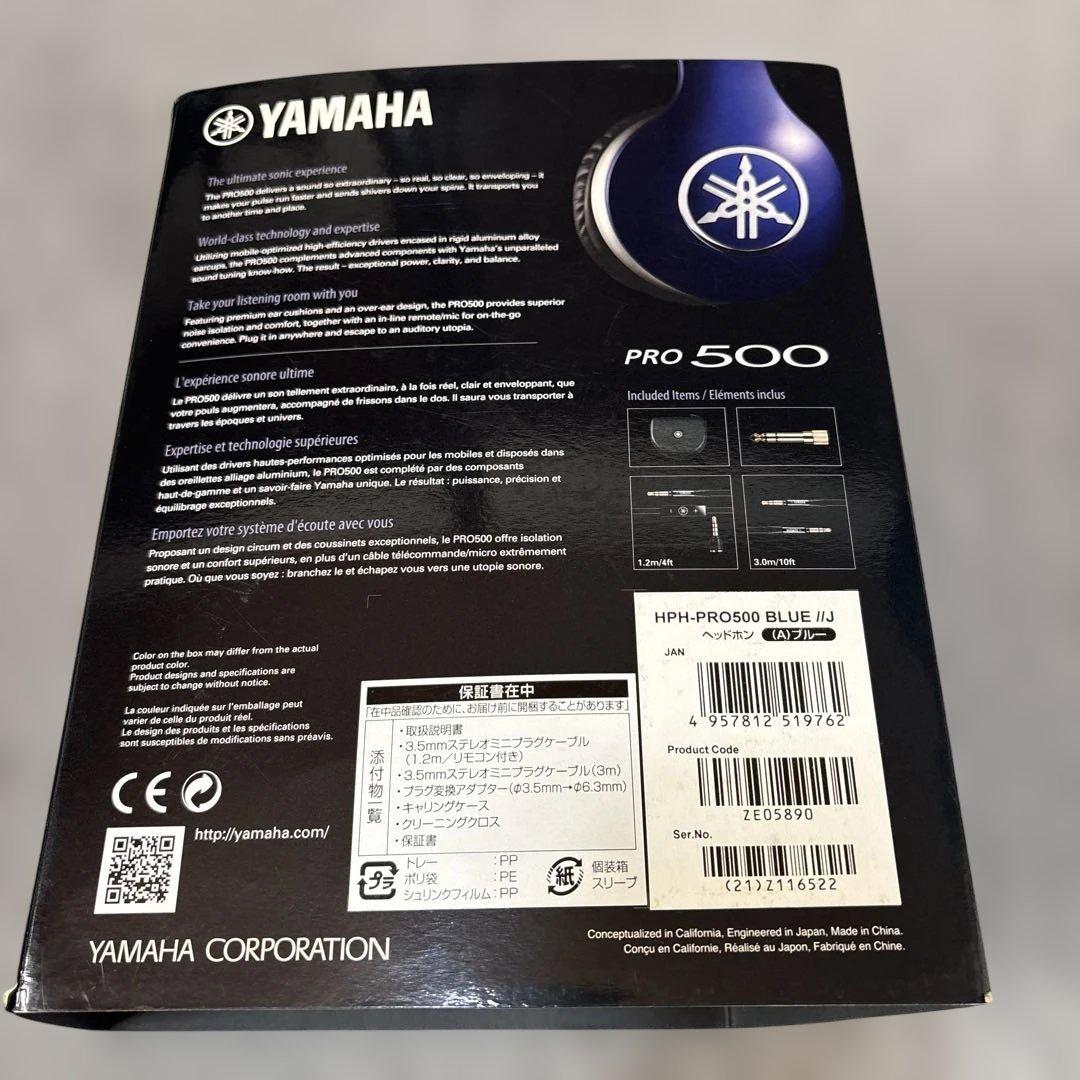 YAMAHA
The ultimate sonic experience
The PRO500 delivers a sound so extraordinary – so real, so clear, so enveloping – it
makes your pulse run faster and sends shivers down your spine. It transports you
to another time and place.
World-class technology and expertise
Utilizing mobile-optimized high-efficiency drivers encased in rigid aluminum alloy
earcups, the PRO500 complements advanced components with Yamaha's unparalleled
sound tuning know-how. The result – exceptional power, clarity, and balance.
Take your listening room with you
Featuring premium ear cushions and an over-ear design, the PRO500 provides superior
noise isolation and comfort, together with an in-line remote/mic for on-the-go
convenience. Plug it in anywhere and escape to an auditory utopia.
L'expérience sonore ultime
Le PRO500 délivre un son tellement extraordinaire, à la fois réel, clair et enveloppant, que
votre pouls augmentera, accompagné de frissons dans le dos. Il saura vous transporter à
travers les époques et univers.
Expertise et technologie supérieures
Utilisant des drivers hautes-performances optimisés pour les mobiles et disposés dans
des oreillettes alliage aluminium, le PRO500 est complété par des composants
haut-de-gamme et un savoir-faire Yamaha unique. Le résultat : puissance, précision et
équilibrage exceptionnels.
Emportez votre système d'écoute avec vous
Proposant un design circum et des coussinets exceptionnels, le PRO500 offre isolation
sonore et un confort supérieurs, en plus d'un câble télécommande/micro extrêmement
pratique. Où que vous soyez : branchez le et échapez vous vers une utopie sonore.
PRO 500
Included Items / Eléments inclus
1.2m/4ft
3.0m/10ft
Color on the box may differ from the actual
product color.
Product designs and specifications are
subject to change without notice.
La couleur indiquée sur l'emballage peut
varier de celle du produit réel.
Le design des produits et les spécifications
sont susceptibles de modifications sans préavis.
CE
http://yamaha.com/
YAMAHA CORPORATION
保証書在中
「在中品確認のために、お届け前に開梱することがあります」
添付物一覧
・取扱説明書
・3.5mmステレオミニプラグケーブル
(1.2m/リモコン付き)
・3.5mmステレオミニプラグケーブル(3m)
・プラグ変換アダプター(φ3.5mm→φ6.3mm)
・キャリングケース
・クリーニングクロス
・保証書
プラ
トレー :PP
ポリ袋 :PE
シュリンクフィルム:PP
紙
個装箱
スリーブ
HPH-PRO500 BLUE //J
ヘッドホン (A)ブルー
JAN
4 957812 519762
Product Code
ZE05890
Ser.No.
(21)Z116522
Conceptualized in California, Engineered in Japan, Made in China.
Conçu en Californie, Réalisé au Japon, Fabriqué en Chine.